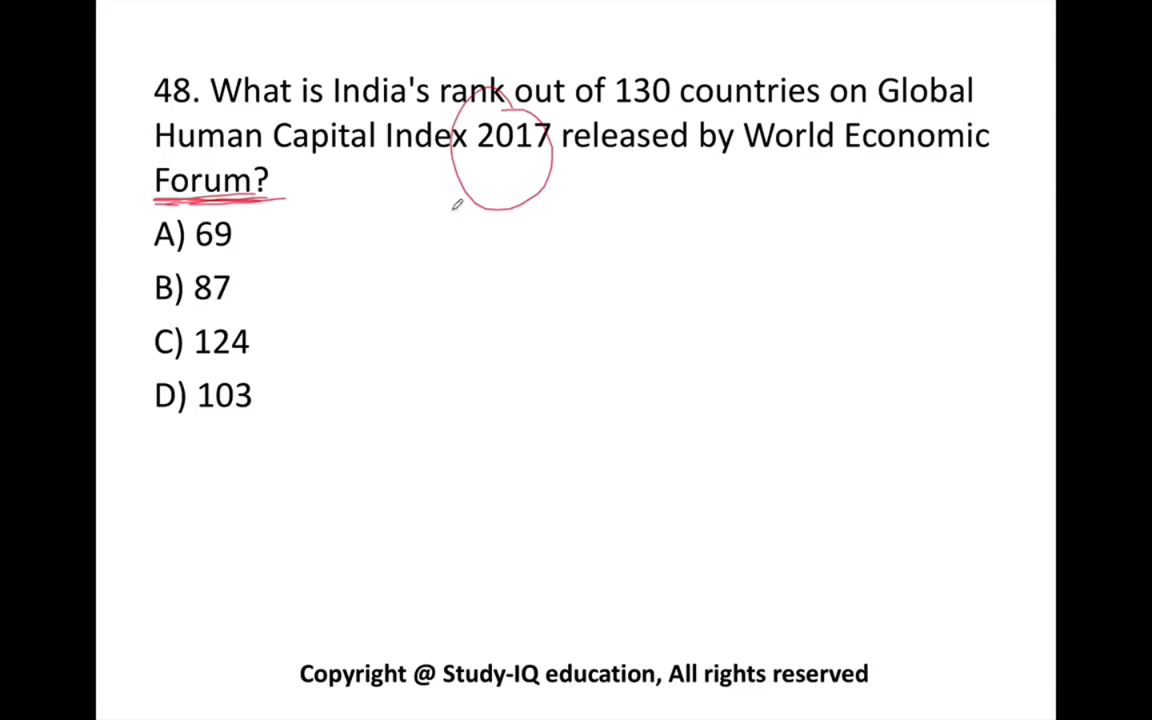 48. What is India's rank out of 130 countries on Global
Human Capital Index 2017 released by World Economic
Forum?
A) 69
B) 87
C) 124
D) 103
Copyright @ Study-IQ education, All rights reserved